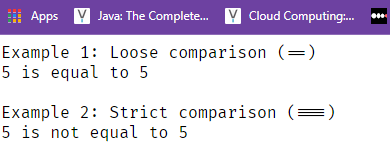 Apps Java: The Complete... Cloud Computing:...
Example 1: Loose comparison (==)
5 is equal to 5
Example 2: Strict comparison (===)
5 is not equal to 5